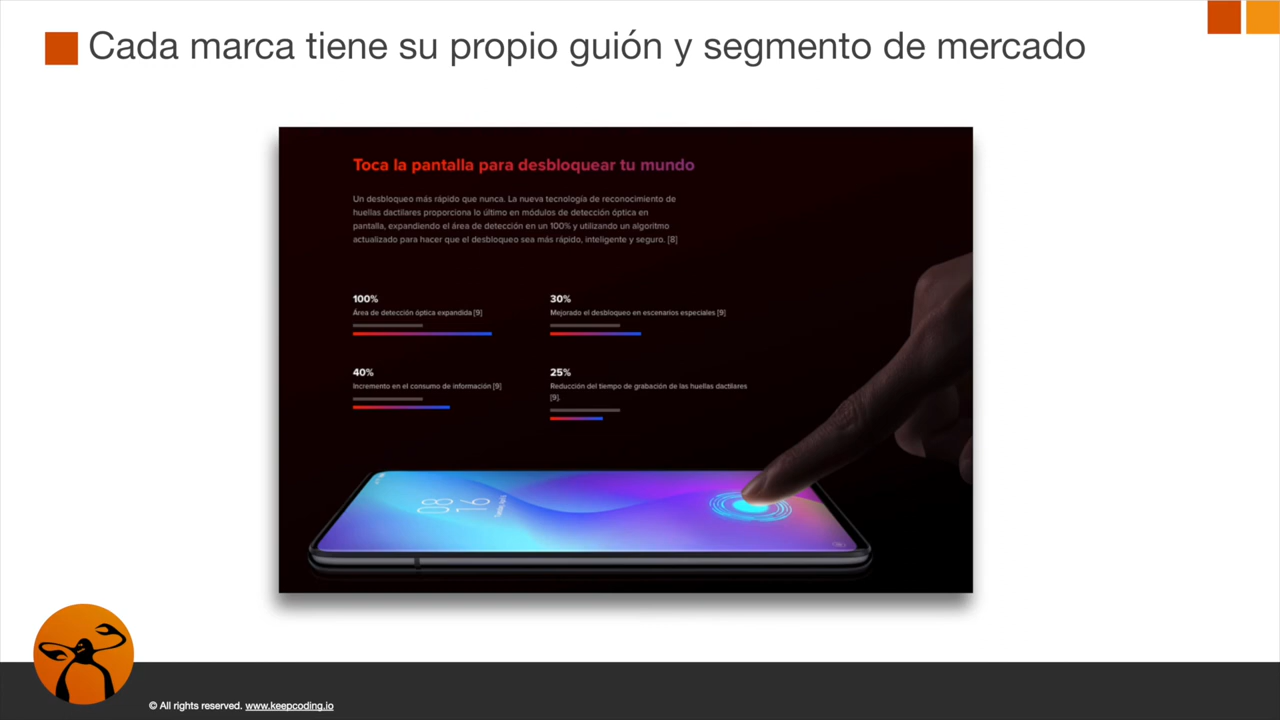 Cada marca tiene su propio guión y segmento de mercado
Toca la pantalla para desbloquear tu mundo
Un desbloqueo más rápido que nunca. La nueva tecnología de reconocimiento de
huellas dactilares proporciona lo último en módulos de detección óptica en
pantalla, expandiendo el área de detección en un 100% y utilizando un algoritmo
actualizado para hacer que el desbloqueo sea más rápido, inteligente y seguro. [8]
100%
Área de detección óptica expandida [9]
30%
Mejorado el desbloqueo en escenarios especiales [9]
40%
Incremento en el consumo de información [9]
25%
Reducción del tiempo de grabación de las huellas dactilares
[9].
08
16
© All rights reserved. www.keepcoding.io